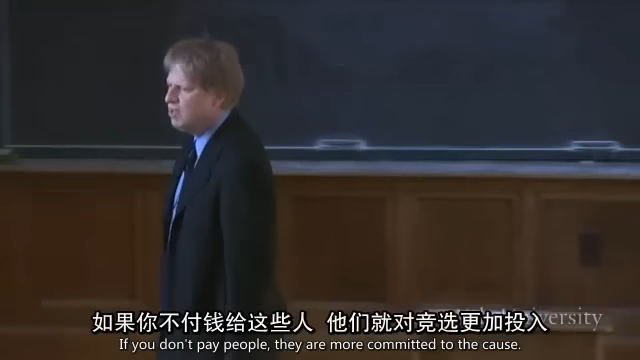 如果你不付钱给这些人 他们就对竞选更加投入
If you don't pay people, they are more committed to the cause.